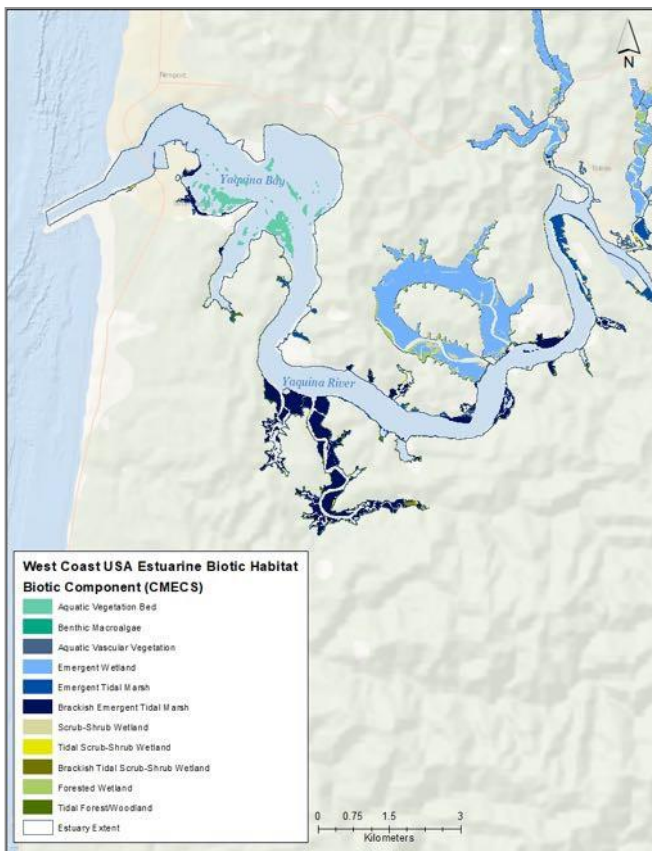 Newport
N
Yaquina Bay
Toledo
Yaquina River
West Coast USA Estuarine Biotic Habitat
Biotic Component (CMECS)
Aquatic Vegetation Bed
Benthic Macroalgae
Aquatic Vascular Vegetation
Emergent Wetland
Emergent Tidal Marsh
Brackish Emergent Tidal Marsh
Scrub-Shrub Wetland
Tidal Scrub-Shrub Wetland
Brackish Tidal Scrub-Shrub Wetland
Forested Wetland
Tidal Forest/Woodland
Estuary Extent
0 0.75 1.5 3
Kilometers